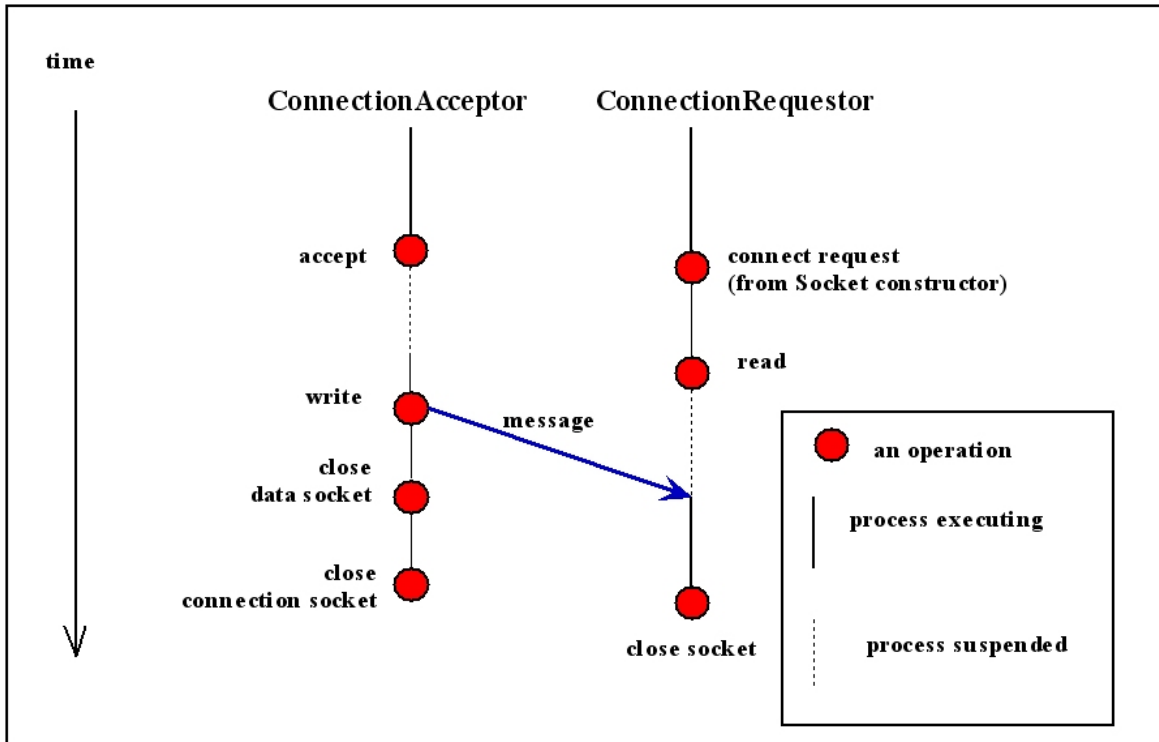 time
ConnectionAcceptor
ConnectionRequestor
accept
connect request
(from Socket constructor)
read
write
message
close
data socket
close
connection socket
close socket
an operation
process executing
process suspended